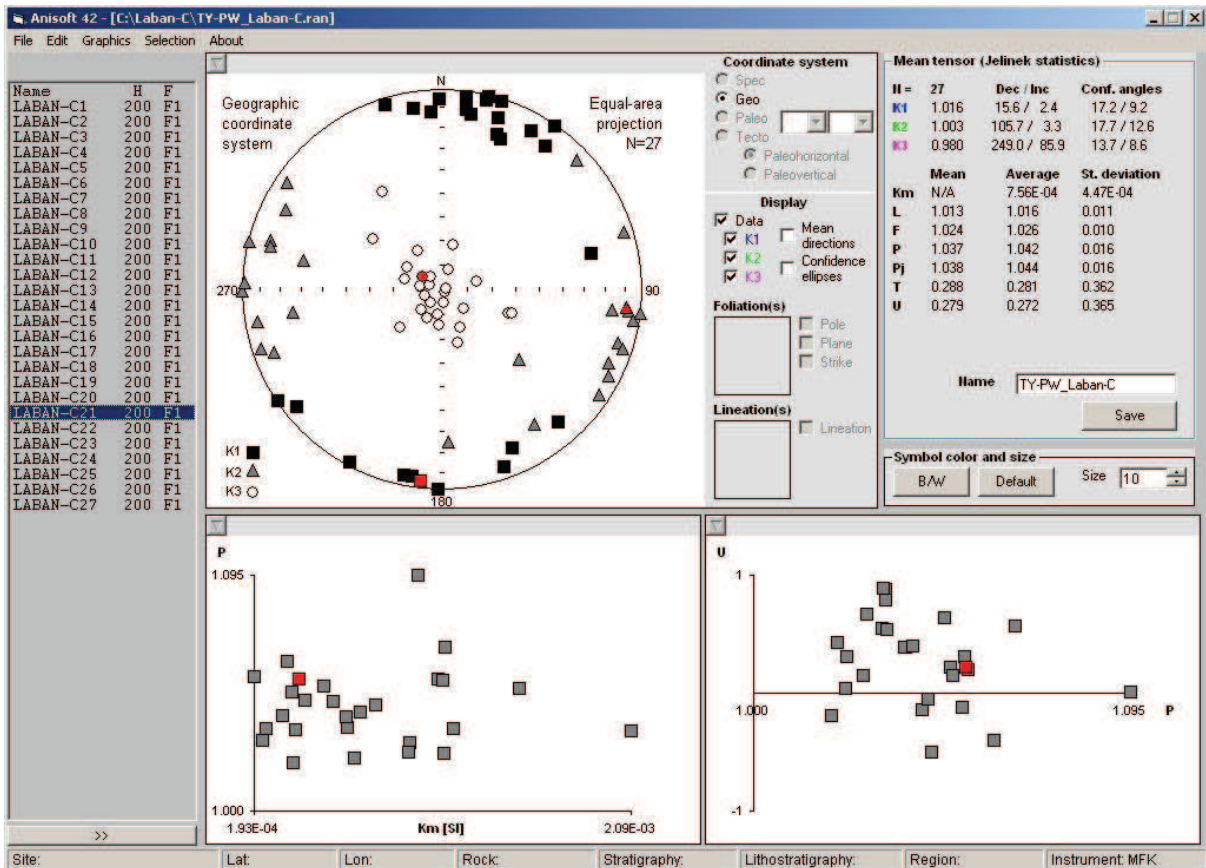 Anisoft 42 - [C:\Laban-C\TY-PW_Laban-C.ran]
File Edit Graphics Selection About
Name H F
LABAN-C1 200 F1
LABAN-C2 200 F1
LABAN-C3 200 F1
LABAN-C4 200 F1
LABAN-C5 200 F1
LABAN-C6 200 F1
LABAN-C7 200 F1
LABAN-C8 200 F1
LABAN-C9 200 F1
LABAN-C10 200 F1
LABAN-C11 200 F1
LABAN-C12 200 F1
LABAN-C13 200 F1
LABAN-C14 200 F1
LABAN-C15 200 F1
LABAN-C16 200 F1
LABAN-C17 200 F1
LABAN-C18 200 F1
LABAN-C19 200 F1
LABAN-C20 200 F1
LABAN-C21 200 F1
LABAN-C22 200 F1
LABAN-C23 200 F1
LABAN-C24 200 F1
LABAN-C25 200 F1
LABAN-C26 200 F1
LABAN-C27 200 F1
>>
Geographic
coordinate
system
N
Equal-area
projection
N=27
270
90
180
K1
K2
K3
Coordinate system
Spec
Geo
Paleo
Tecto
Paleohorizontal
Paleovertical
Display
Data
K1
K2
K3
Mean
directions
Confidence
ellipses
Foliation(s)
Pole
Plane
Strike
Lineation(s)
Lineation
Mean tensor (Jelinek statistics)
N = 27 Dec / Inc Conf. angles
K1 1.016 15.6 / 2.4 17.2 / 9.2
K2 1.003 105.7 / 3.3 17.7 / 12.6
K3 0.980 249.0 / 85.9 13.7 / 8.6
Mean Average St. deviation
Km N/A 7.56E-04 4.47E-04
L 1.013 1.016 0.011
F 1.024 1.026 0.010
P 1.037 1.042 0.016
Pj 1.038 1.044 0.016
T 0.288 0.281 0.362
U 0.279 0.272 0.365
Name TY-PW_Laban-C
Save
Symbol color and size
B/W Default Size 10
P
1.095
1.000
1.93E-04 Km [SI] 2.09E-03
U
1
1.000 1.095 P
-1
Site: Lat: Lon: Rock: Stratigraphy: Lithostratigraphy: Region: Instrument: MFK